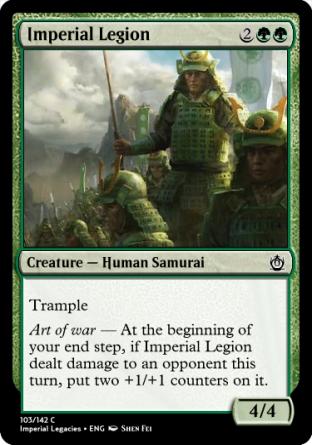 Imperial Legion 2
Creature — Human Samurai
Trample
Art of war — At the beginning of
your end step, if Imperial Legion
dealt damage to an opponent this
turn, put two +1/+1 counters on it.
4/4
103/142 C
Imperial Legacies • ENG Shen Fei